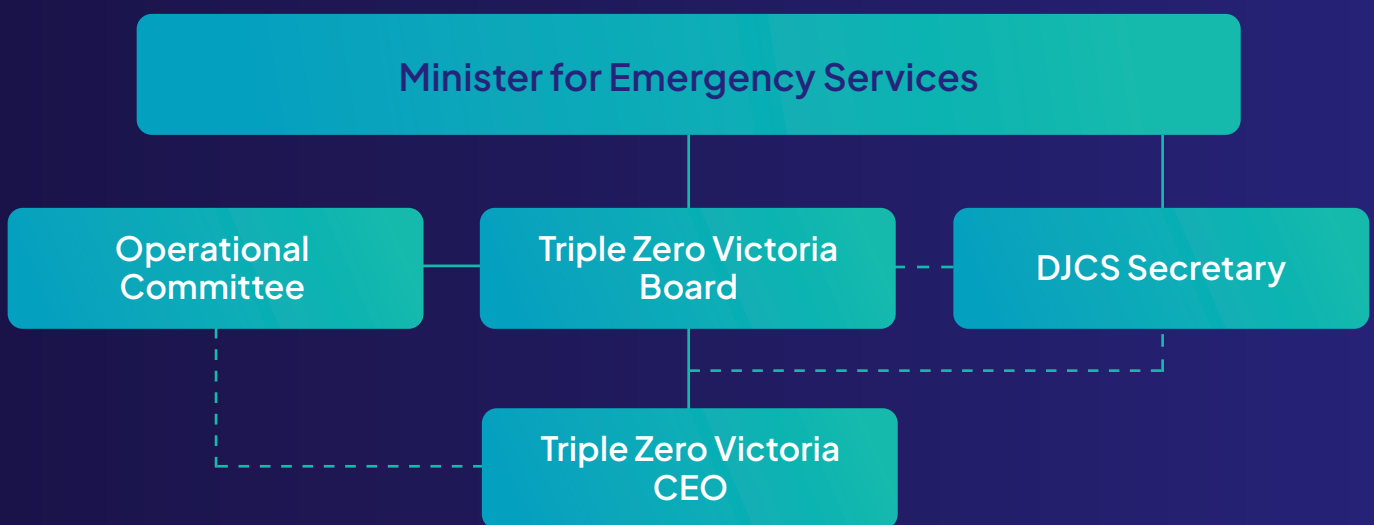 Minister for Emergency Services
Operational
Committee
Triple Zero Victoria
Board
DJCS Secretary
Triple Zero Victoria
CEO